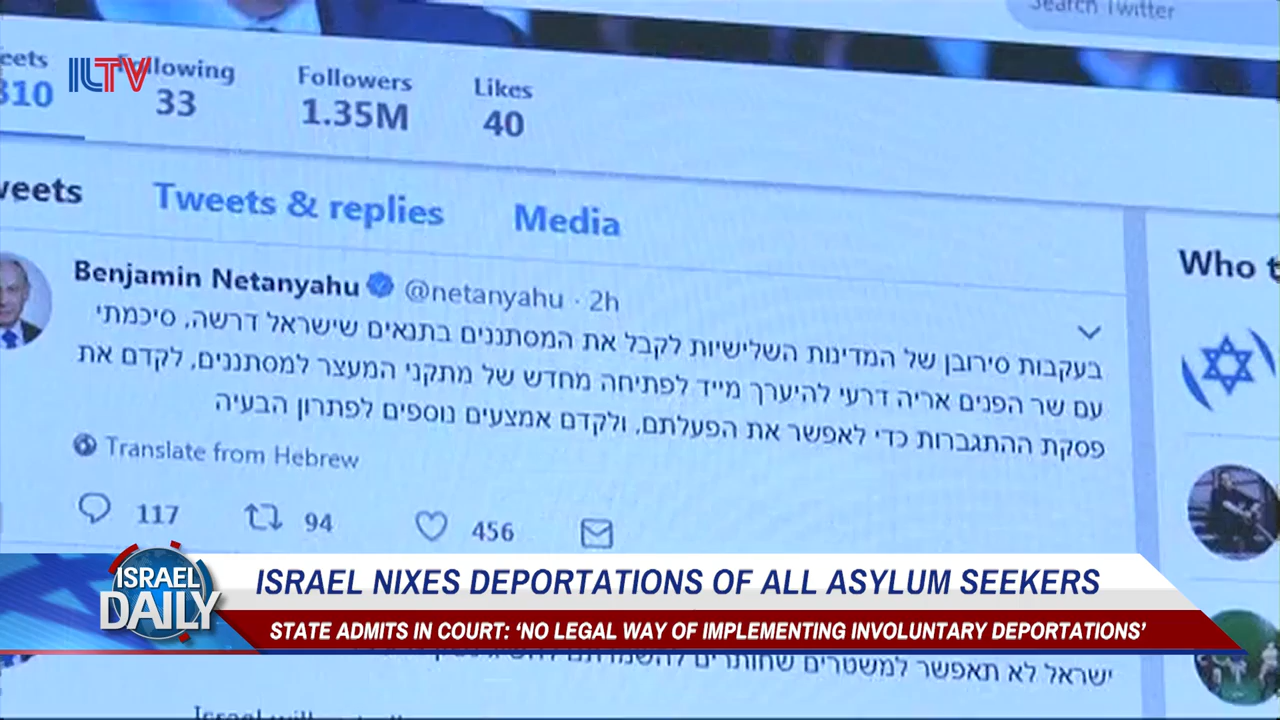 Search Twitter
ILTV
Following
Followers
Likes
310
33
1.35M
40
Tweets & replies
Media
Who
Benjamin Netanyahu @netanyahu · 2h
בעקבות סירובן של המדינות השלישיות לקבל את המסתננים בתנאים שישראל דרשה, סיכמתי
עם שר הפנים אריה דרעי להיערך מייד לפתיחה מחדש של מתקני המעצר למסתננים, לקדם את
פסקת ההתגברות כדי לאפשר את הפעלתם, ולקדם אמצעים נוספים לפתרון הבעיה
Translate from Hebrew
117
94
456
ISRAEL
DAILY
ISRAEL NIXES DEPORTATIONS OF ALL ASYLUM SEEKERS
STATE ADMITS IN COURT: ‘NO LEGAL WAY OF IMPLEMENTING INVOLUNTARY DEPORTATIONS’
ישראל לא תאפשר למשטרים שחותרים